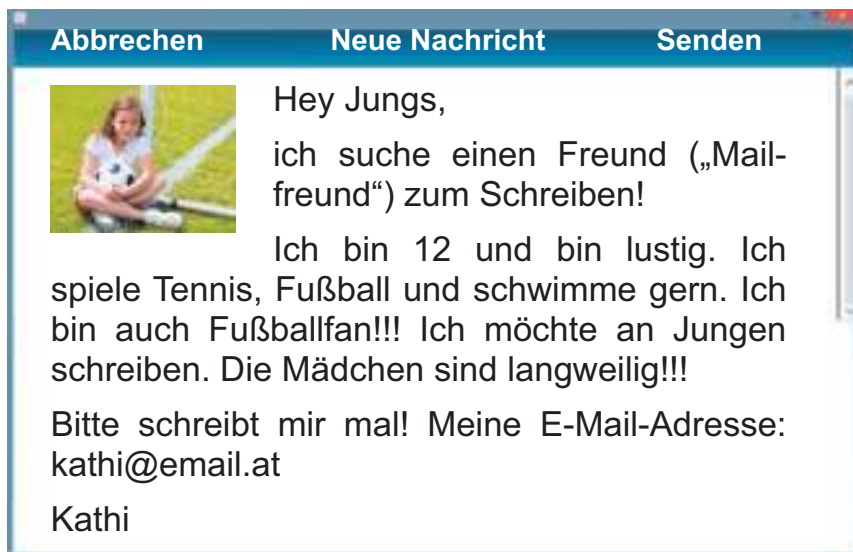 Abbrechen Neue Nachricht Senden
Hey Jungs,
ich suche einen Freund („Mail-
freund“) zum Schreiben!
Ich bin 12 und bin lustig. Ich
spiele Tennis, Fußball und schwimme gern. Ich
bin auch Fußballfan!!! Ich möchte an Jungen
schreiben. Die Mädchen sind langweilig!!!
Bitte schreibt mir mal! Meine E-Mail-Adresse:
kathi@email.at
Kathi